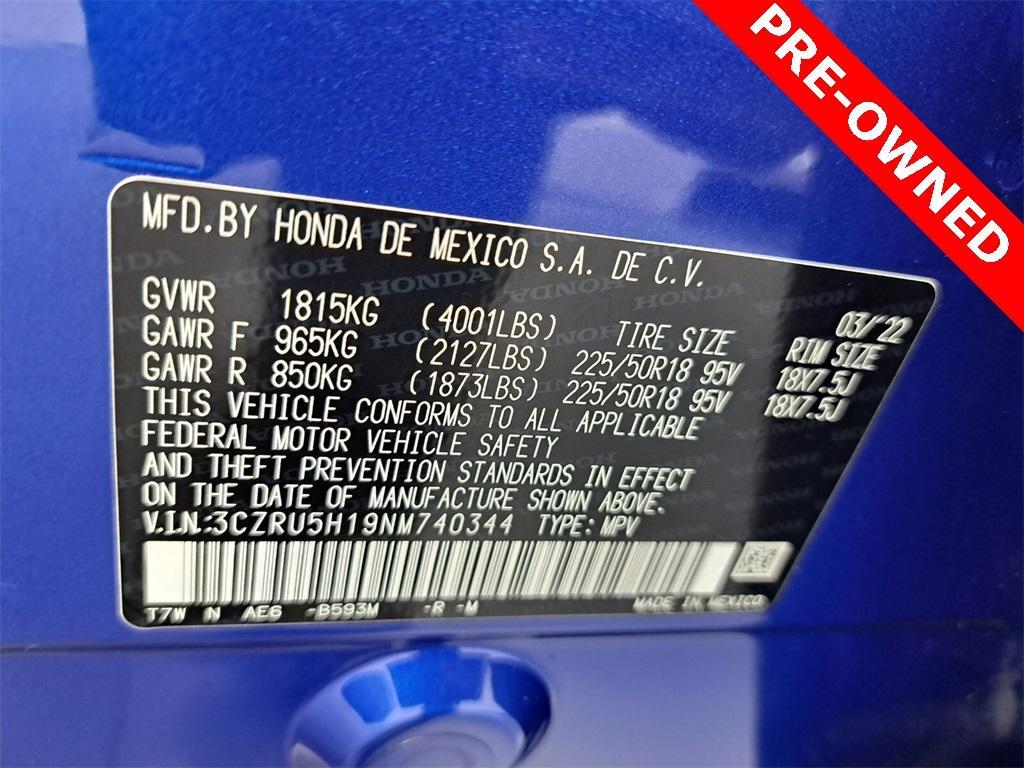 PRE-OWNED
MFD.BY HONDA DE MEXICO S.A. DE C.V.
03/'22
GVWR 1815KG (4001LBS) TIRE SIZE RIM SIZE
GAWR F 965KG (2127LBS) 225/50R18 95V 18X7.5J
GAWR R 850KG (1873LBS) 225/50R18 95V 18X7.5J
THIS VEHICLE CONFORMS TO ALL APPLICABLE
FEDERAL MOTOR VEHICLE SAFETY
AND THEFT PREVENTION STANDARDS IN EFFECT
ON THE DATE OF MANUFACTURE SHOWN ABOVE.
V.I.N.:3CZRU5H19NM740344 TYPE: MPV
T7W N AE6 -B593M -R -M MADE IN MEXICO